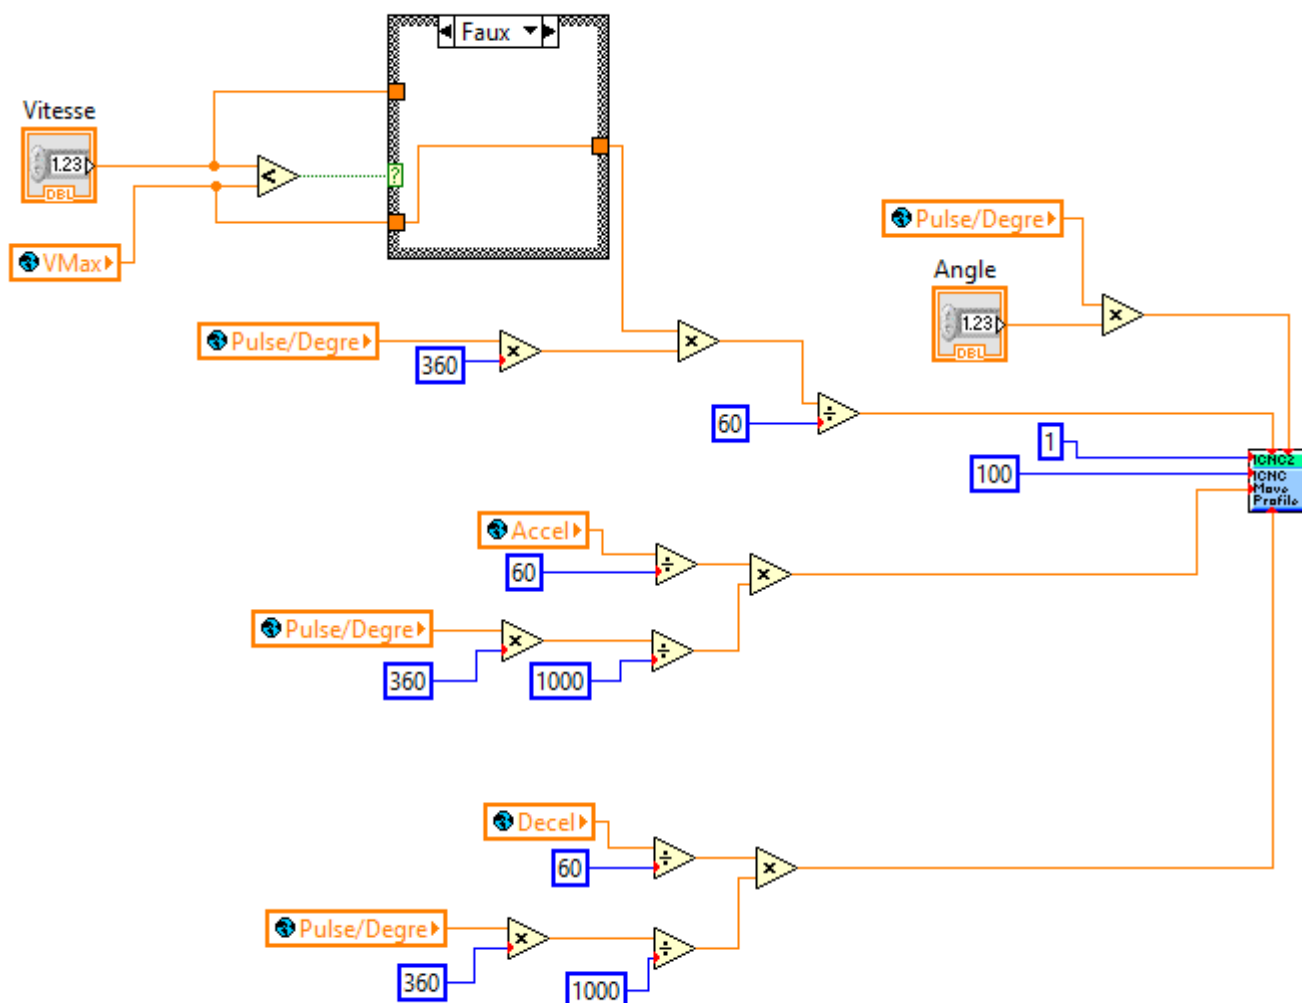 Faux
Vitesse
1.23
DBL
<
?
VMax
Pulse/Degre
Angle
1.23
DBL
×
Pulse/Degre
360
×
×
60
÷
1
100
ICNC2
ICNC
Move
Profile
Accel
60
÷
×
Pulse/Degre
360
×
1000
÷
Decel
60
÷
×
Pulse/Degre
360
×
1000
÷